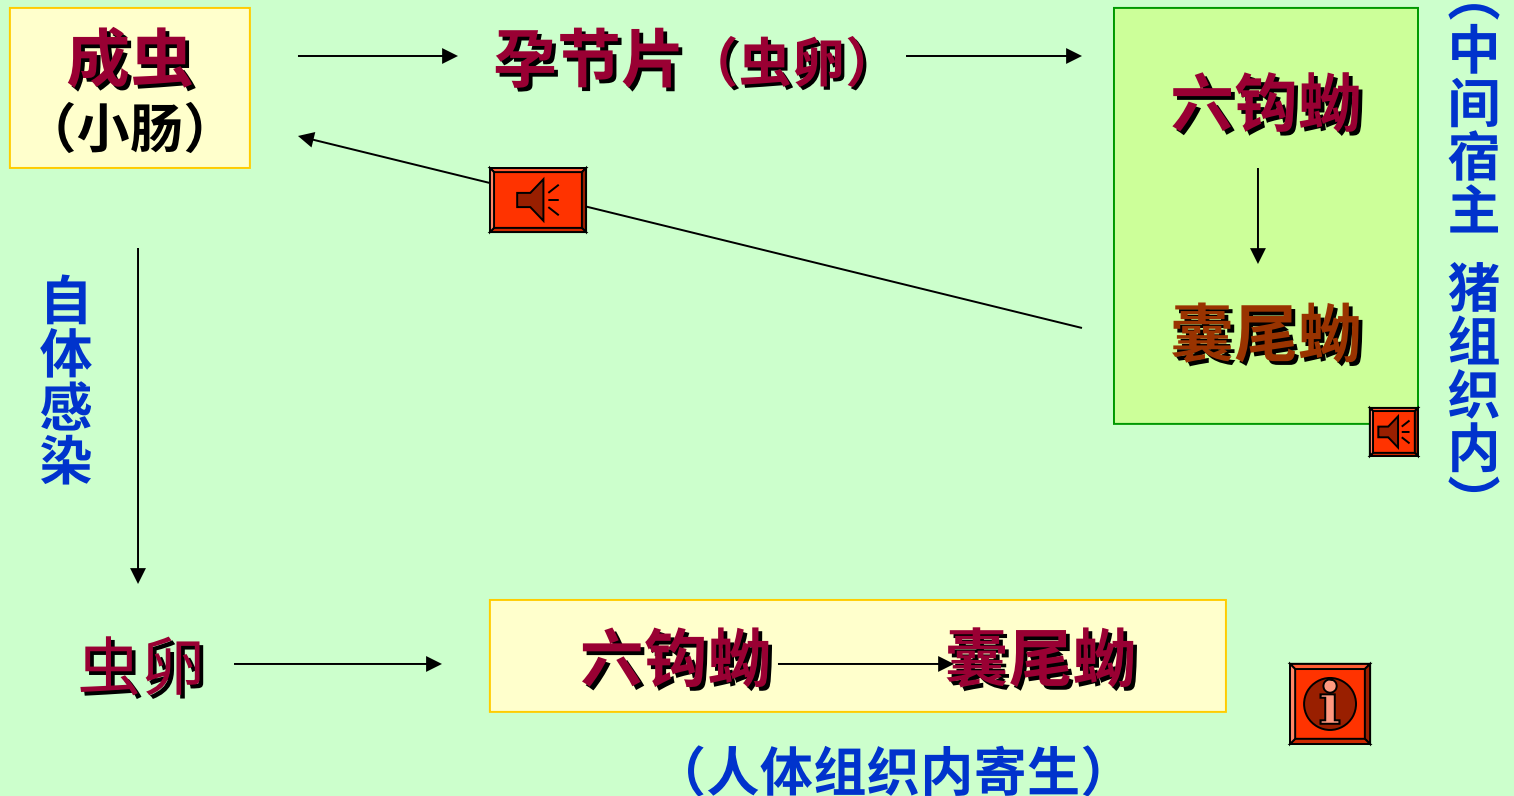 成虫
（小肠）
孕节片（虫卵）
六钩蚴
囊尾蚴
（中间宿主 猪组织内）
自体感染
虫卵
六钩蚴
囊尾蚴
（人体组织内寄生）